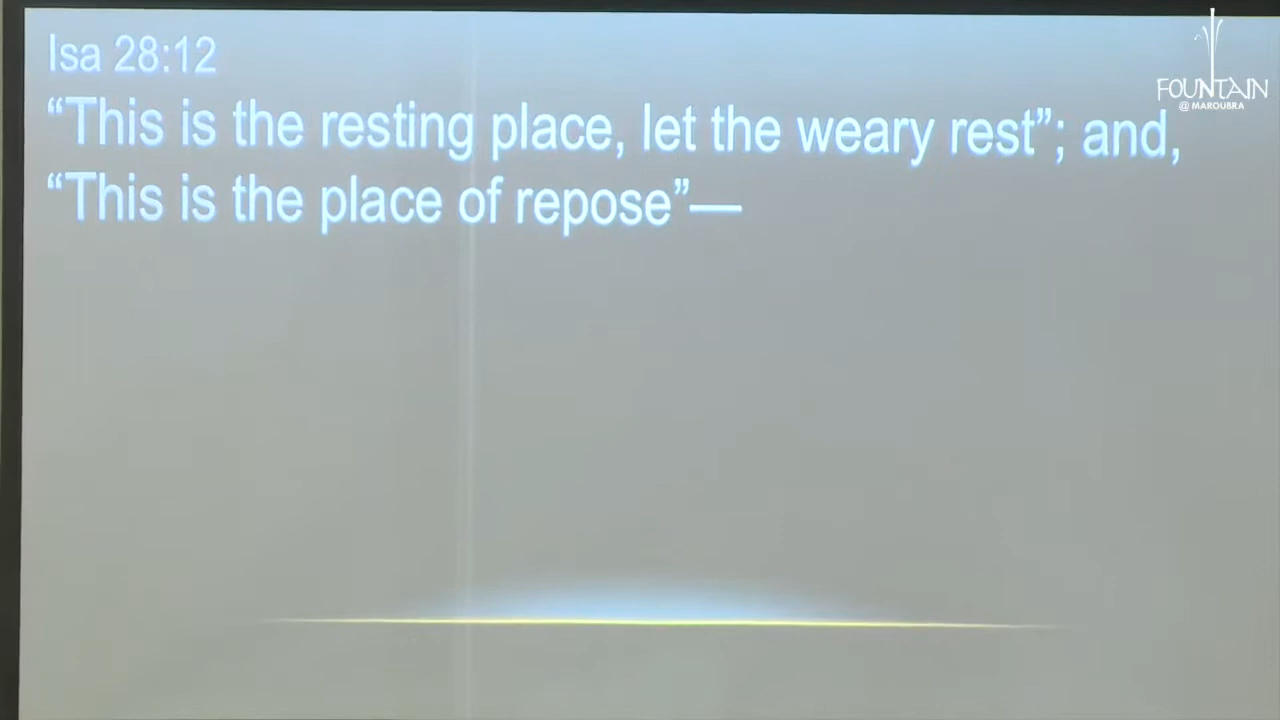 Isa 28:12
“This is the resting place, let the weary rest”; and,
“This is the place of repose”—
FOUNTAIN
@ MAROUBRA